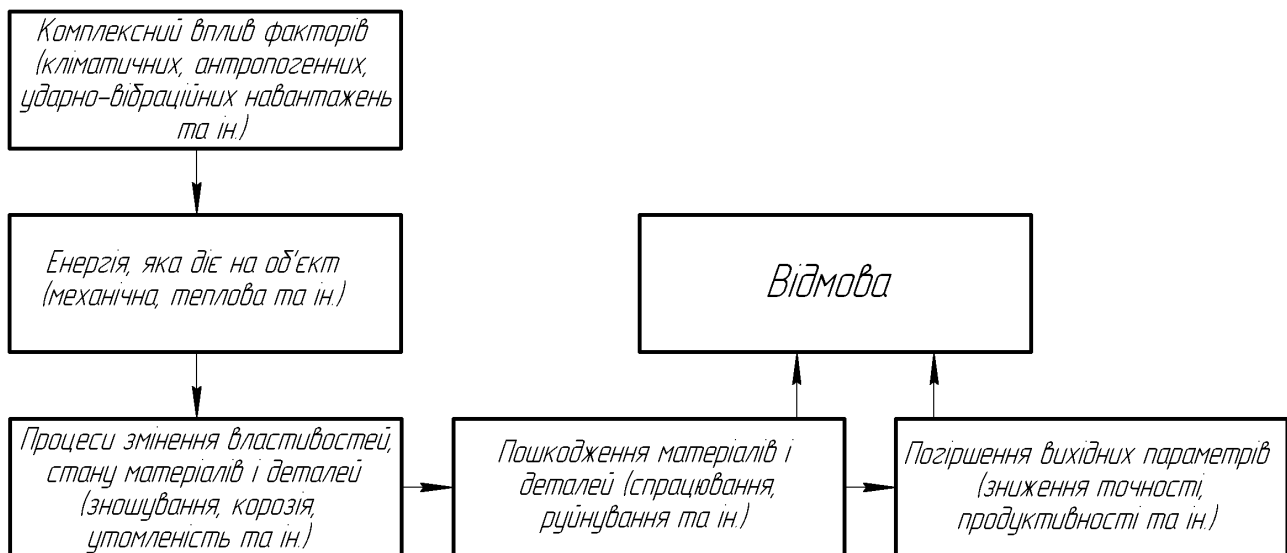 Комплексний вплив факторів
(кліматичних, антропогенних,
ударно-вібраційних навантажень
та ін.)
Енергія, яка діє на об'єкт
(механічна, теплова та ін.)
Відмова
Процеси змінення властивостей,
стану матеріалів і деталей
(зношування, корозія,
утомленість та ін.)
Пошкодження матеріалів і
деталей (спрацювання,
руйнування та ін.)
Погіршення вихідних параметрів
(зниження точності,
продуктивності та ін.)